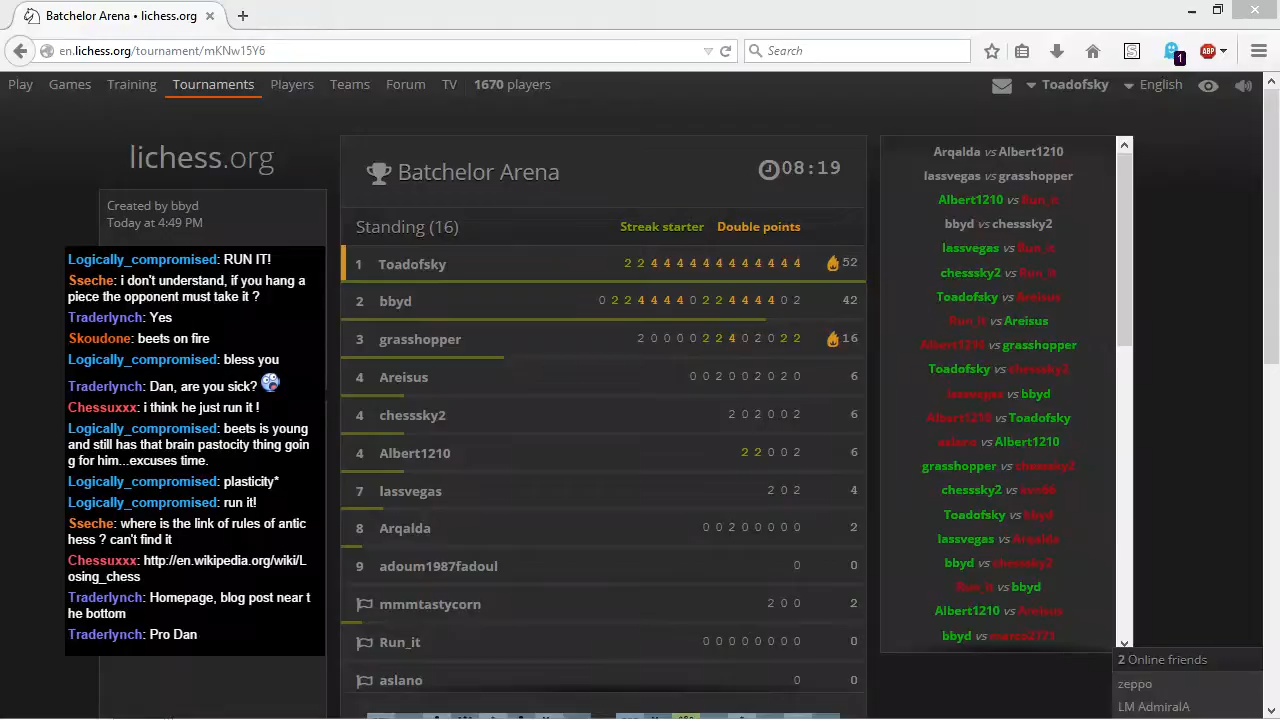 Batchelor Arena • lichess.org
en.lichess.org/tournament/mKNw15Y6
Search
S
1
ABP
Play Games Training Tournaments Players Teams Forum TV 1670 players
Toadofsky English
lichess.org
Created by bbyd
Today at 4:49 PM
Logically_compromised: RUN IT!
Sseche: i don't understand, if you hang a
piece the opponent must take it ?
Traderlynch: Yes
Skoudone: beets on fire
Logically_compromised: bless you
Traderlynch: Dan, are you sick?
Chessuxxx: i think he just run it !
Logically_compromised: beets is young
and still has that brain pastocity thing goin
g for him...excuses time.
Logically_compromised: plasticity*
Logically_compromised: run it!
Sseche: where is the link of rules of antic
hess ? can't find it
Chessuxxx: http://en.wikipedia.org/wiki/L
osing_chess
Traderlynch: Homepage, blog post near t
he bottom
Traderlynch: Pro Dan
Batchelor Arena 08:19
Standing (16) Streak starter Double points
1 Toadofsky 2 2 4 4 4 4 4 4 4 4 4 4 4 4 52
2 bbyd 0 2 2 4 4 4 4 0 2 2 4 4 4 4 0 2 42
3 grasshopper 2 0 0 0 0 2 2 4 0 2 0 2 2 16
4 Areisus 0 0 2 0 0 2 0 2 0 6
4 chesssky2 2 0 2 0 0 2 6
4 Albert1210 2 2 0 0 2 6
7 lassvegas 2 0 2 4
8 Arqalda 0 0 2 0 0 0 0 0 2
9 adoum1987fadoul 0 0
mmmtastycorn 2 0 0 2
Run_it 0 0 0 0 0 0 0 0 0
aslano 0 0
Arqalda vs Albert1210
lassvegas vs grasshopper
Albert1210 vs Run_it
bbyd vs chesssky2
lassvegas vs Run_it
chesssky2 vs Run_it
Toadofsky vs Areisus
Run_it vs Areisus
Albert1210 vs grasshopper
Toadofsky vs chesssky2
lassvegas vs bbyd
Albert1210 vs Toadofsky
aslano vs Albert1210
grasshopper vs chesssky2
chesssky2 vs svn66
Toadofsky vs bbyd
lassvegas vs Arqalda
bbyd vs chesssky2
Run_it vs bbyd
Albert1210 vs Areisus
bbyd vs marco2771
2 Online friends
zeppo
LM AdmiralA